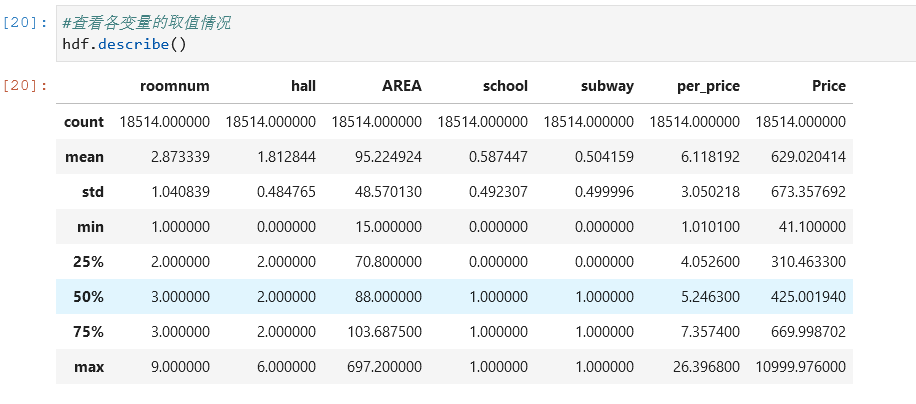 [20]: #查看各变量的取值情况
hdf.describe()
[20]: roomnum hall AREA school subway per_price Price
count 18514.000000 18514.000000 18514.000000 18514.000000 18514.000000 18514.000000 18514.000000
mean 2.873339 1.812844 95.224924 0.587447 0.504159 6.118192 629.020414
std 1.040839 0.484765 48.570130 0.492307 0.499996 3.050218 673.357692
min 1.000000 0.000000 15.000000 0.000000 0.000000 1.010100 41.100000
25% 2.000000 2.000000 70.800000 0.000000 0.000000 4.052600 310.463300
50% 3.000000 2.000000 88.000000 1.000000 1.000000 5.246300 425.001940
75% 3.000000 2.000000 103.687500 1.000000 1.000000 7.357400 669.998702
max 9.000000 6.000000 697.200000 1.000000 1.000000 26.396800 10999.976000